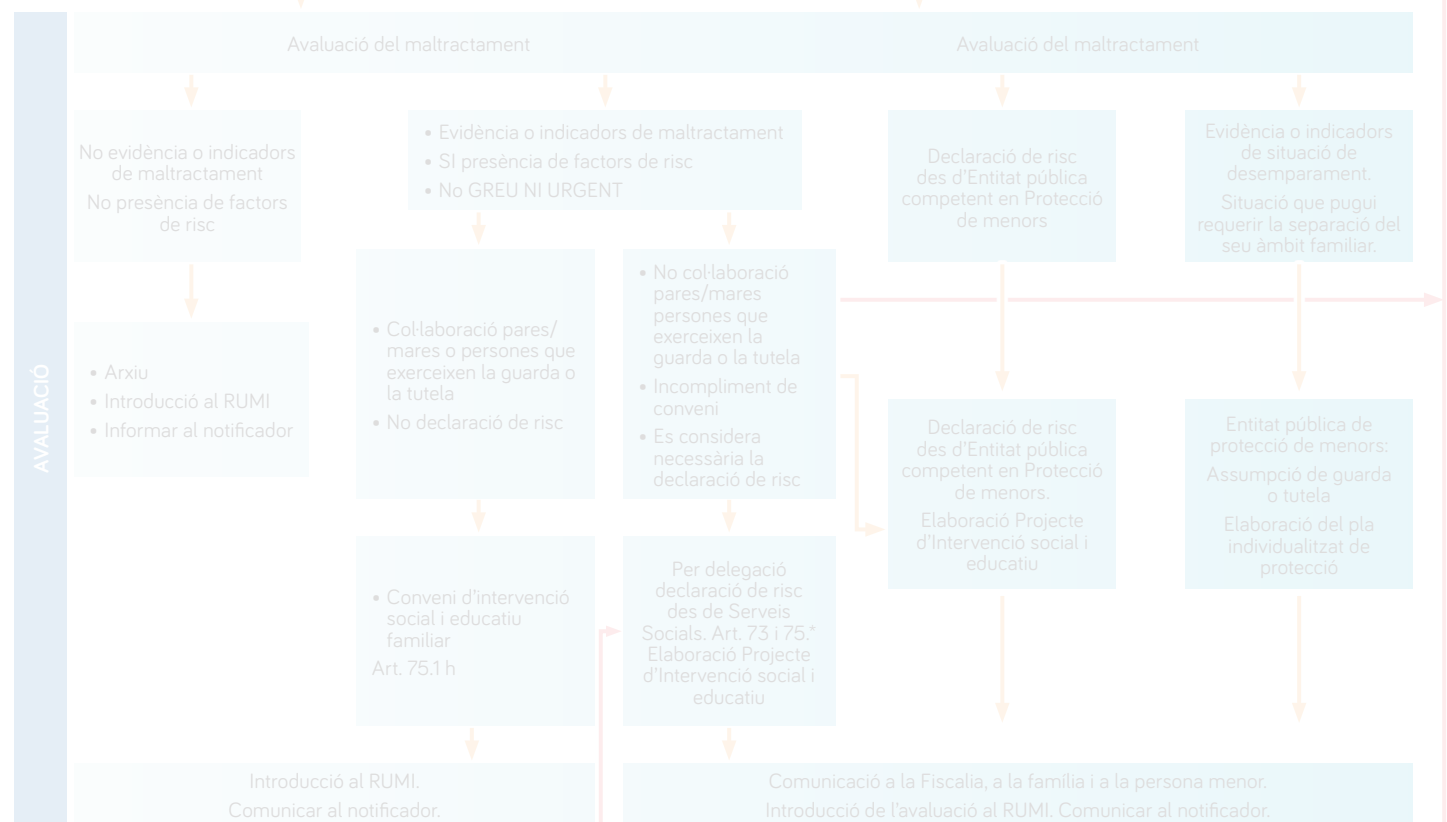 AVALUACIÓ
Avaluació del maltractament
Avaluació del maltractament
No evidència o indicadors
de maltractament
No presència de factors
de risc
• Evidència o indicadors de maltractament
• SI presència de factors de risc
• No GREU NI URGENT
Declaració de risc
des d'Entitat pública
competent en Protecció
de menors
Evidència o indicadors
de situació de
desemparament.
Situació que pugui
requerir la separació del
seu àmbit familiar.
• Arxiu
• Introducció al RUMI
• Informar al notificador
• Col·laboració pares/
mares o persones que
exerceixen la guarda o
la tutela
• No declaració de risc
• No col·laboració
pares/mares
persones que
exerceixen la
guarda o la tutela
• Incompliment de
conveni
• Es considera
necessària la
declaració de risc
Declaració de risc
des d'Entitat pública
competent en Protecció
de menors.
Elaboració Projecte
d'Intervenció social i
educatiu
Entitat pública de
protecció de menors:
Assumpció de guarda
o tutela
Elaboració del pla
individualitzat de
protecció
• Conveni d'intervenció
social i educatiu
familiar
Art. 75.1 h
Per delegació
declaració de risc
des de Serveis
Socials. Art. 73 i 75.*
Elaboració Projecte
d'Intervenció social i
educatiu
Introducció al RUMI.
Comunicar al notificador.
Comunicació a la Fiscalia, a la família i a la persona menor.
Introducció de l'avaluació al RUMI. Comunicar al notificador.